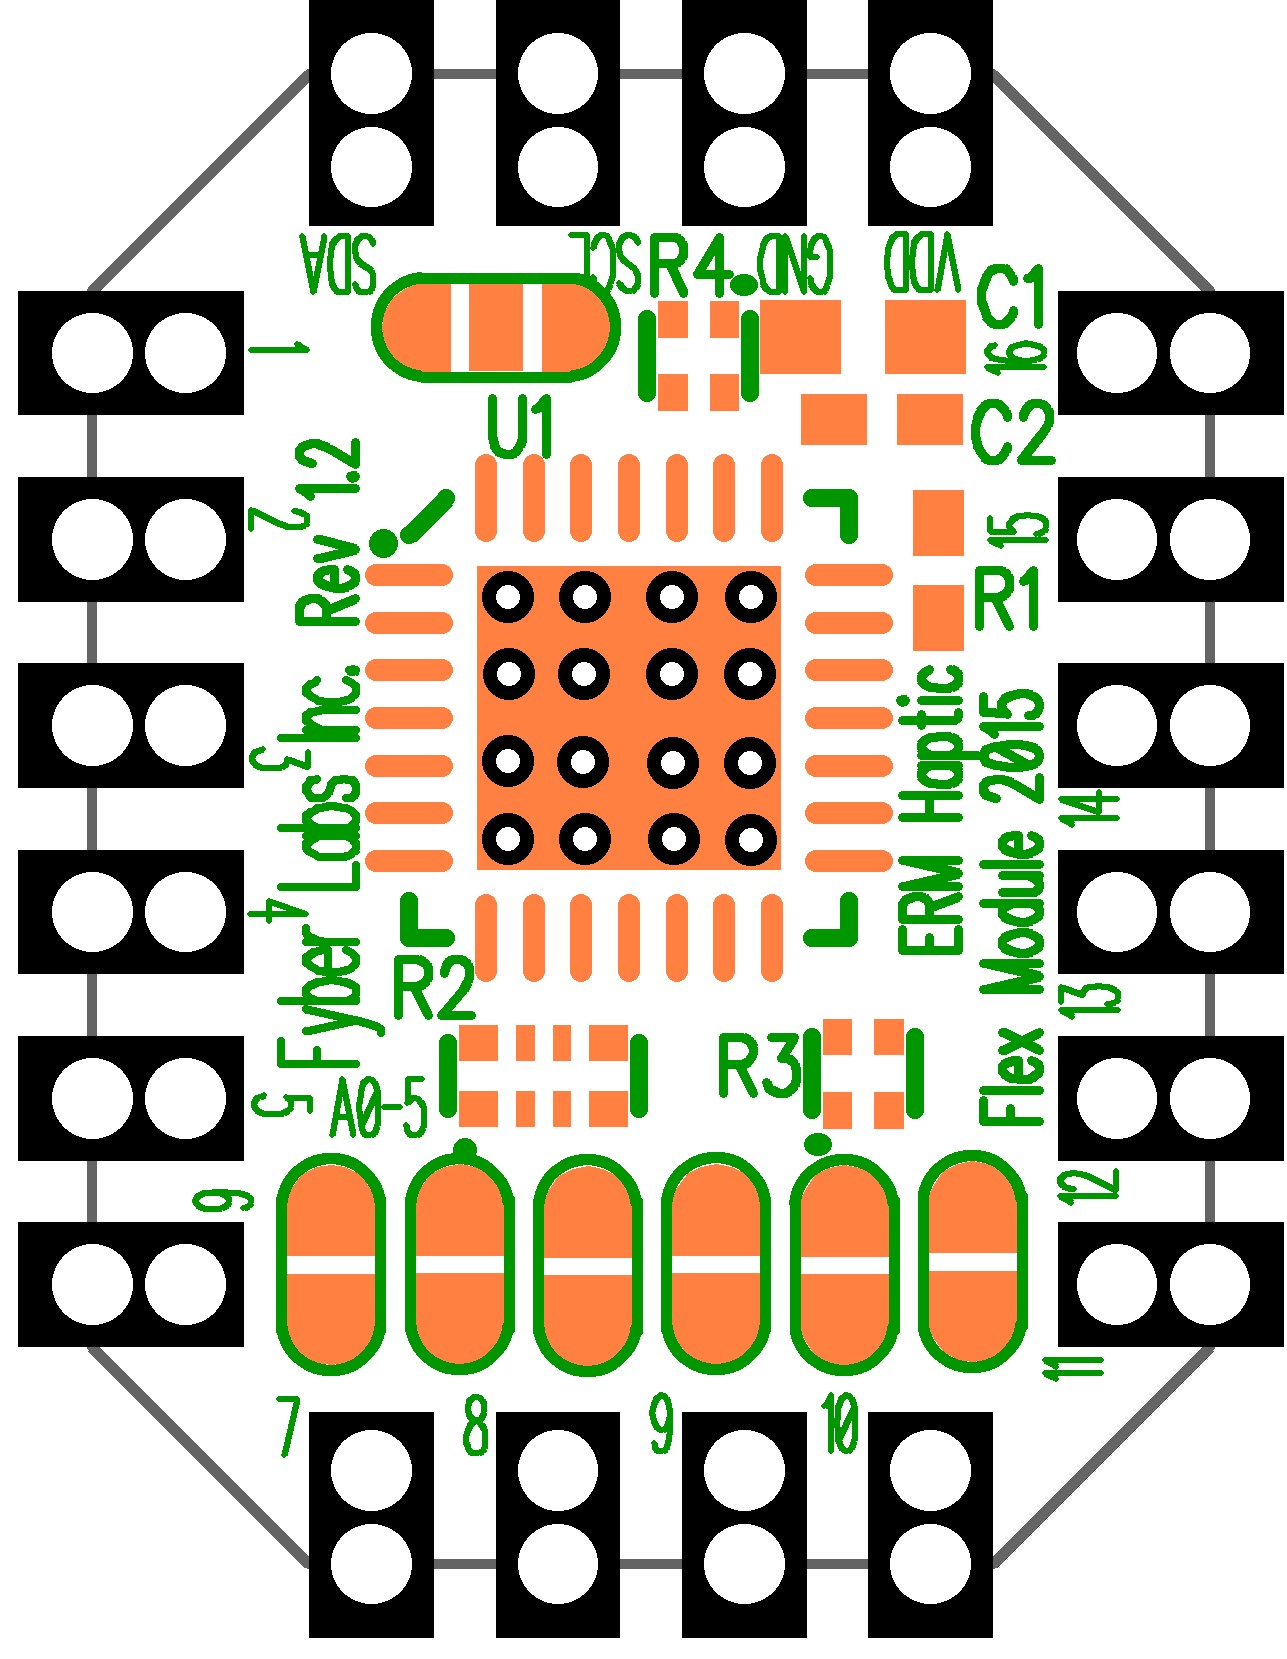 SDA
SCL
R4
GND
VDD
C1
1
16
U1
C2
2
15
R1
Fyber Labs Inc. Rev 1.2
ERM Haptic
Flex Module 2015
3
14
4
13
R2
R3
5
A0-5
12
6
11
7
8
9
10